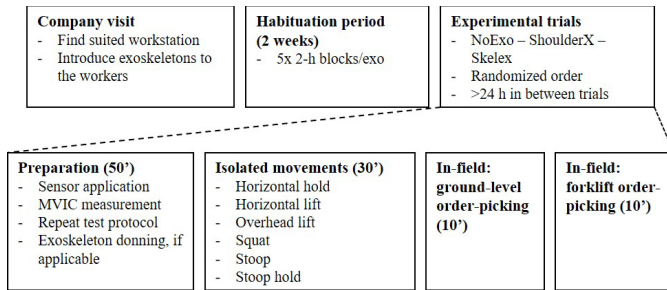 Company visit
- Find suited workstation
- Introduce exoskeletons to
the workers
Habituation period
(2 weeks)
- 5x 2-h blocks/exo
Experimental trials
- NoExo – ShoulderX –
Skelex
- Randomized order
- >24 h in between trials
Preparation (50’)
- Sensor application
- MVIC measurement
- Repeat test protocol
- Exoskeleton donning, if
applicable
Isolated movements (30’)
- Horizontal hold
- Horizontal lift
- Overhead lift
- Squat
- Stoop
- Stoop hold
In-field:
ground-level
order-picking
(10’)
In-field:
forklift order-
picking (10’)